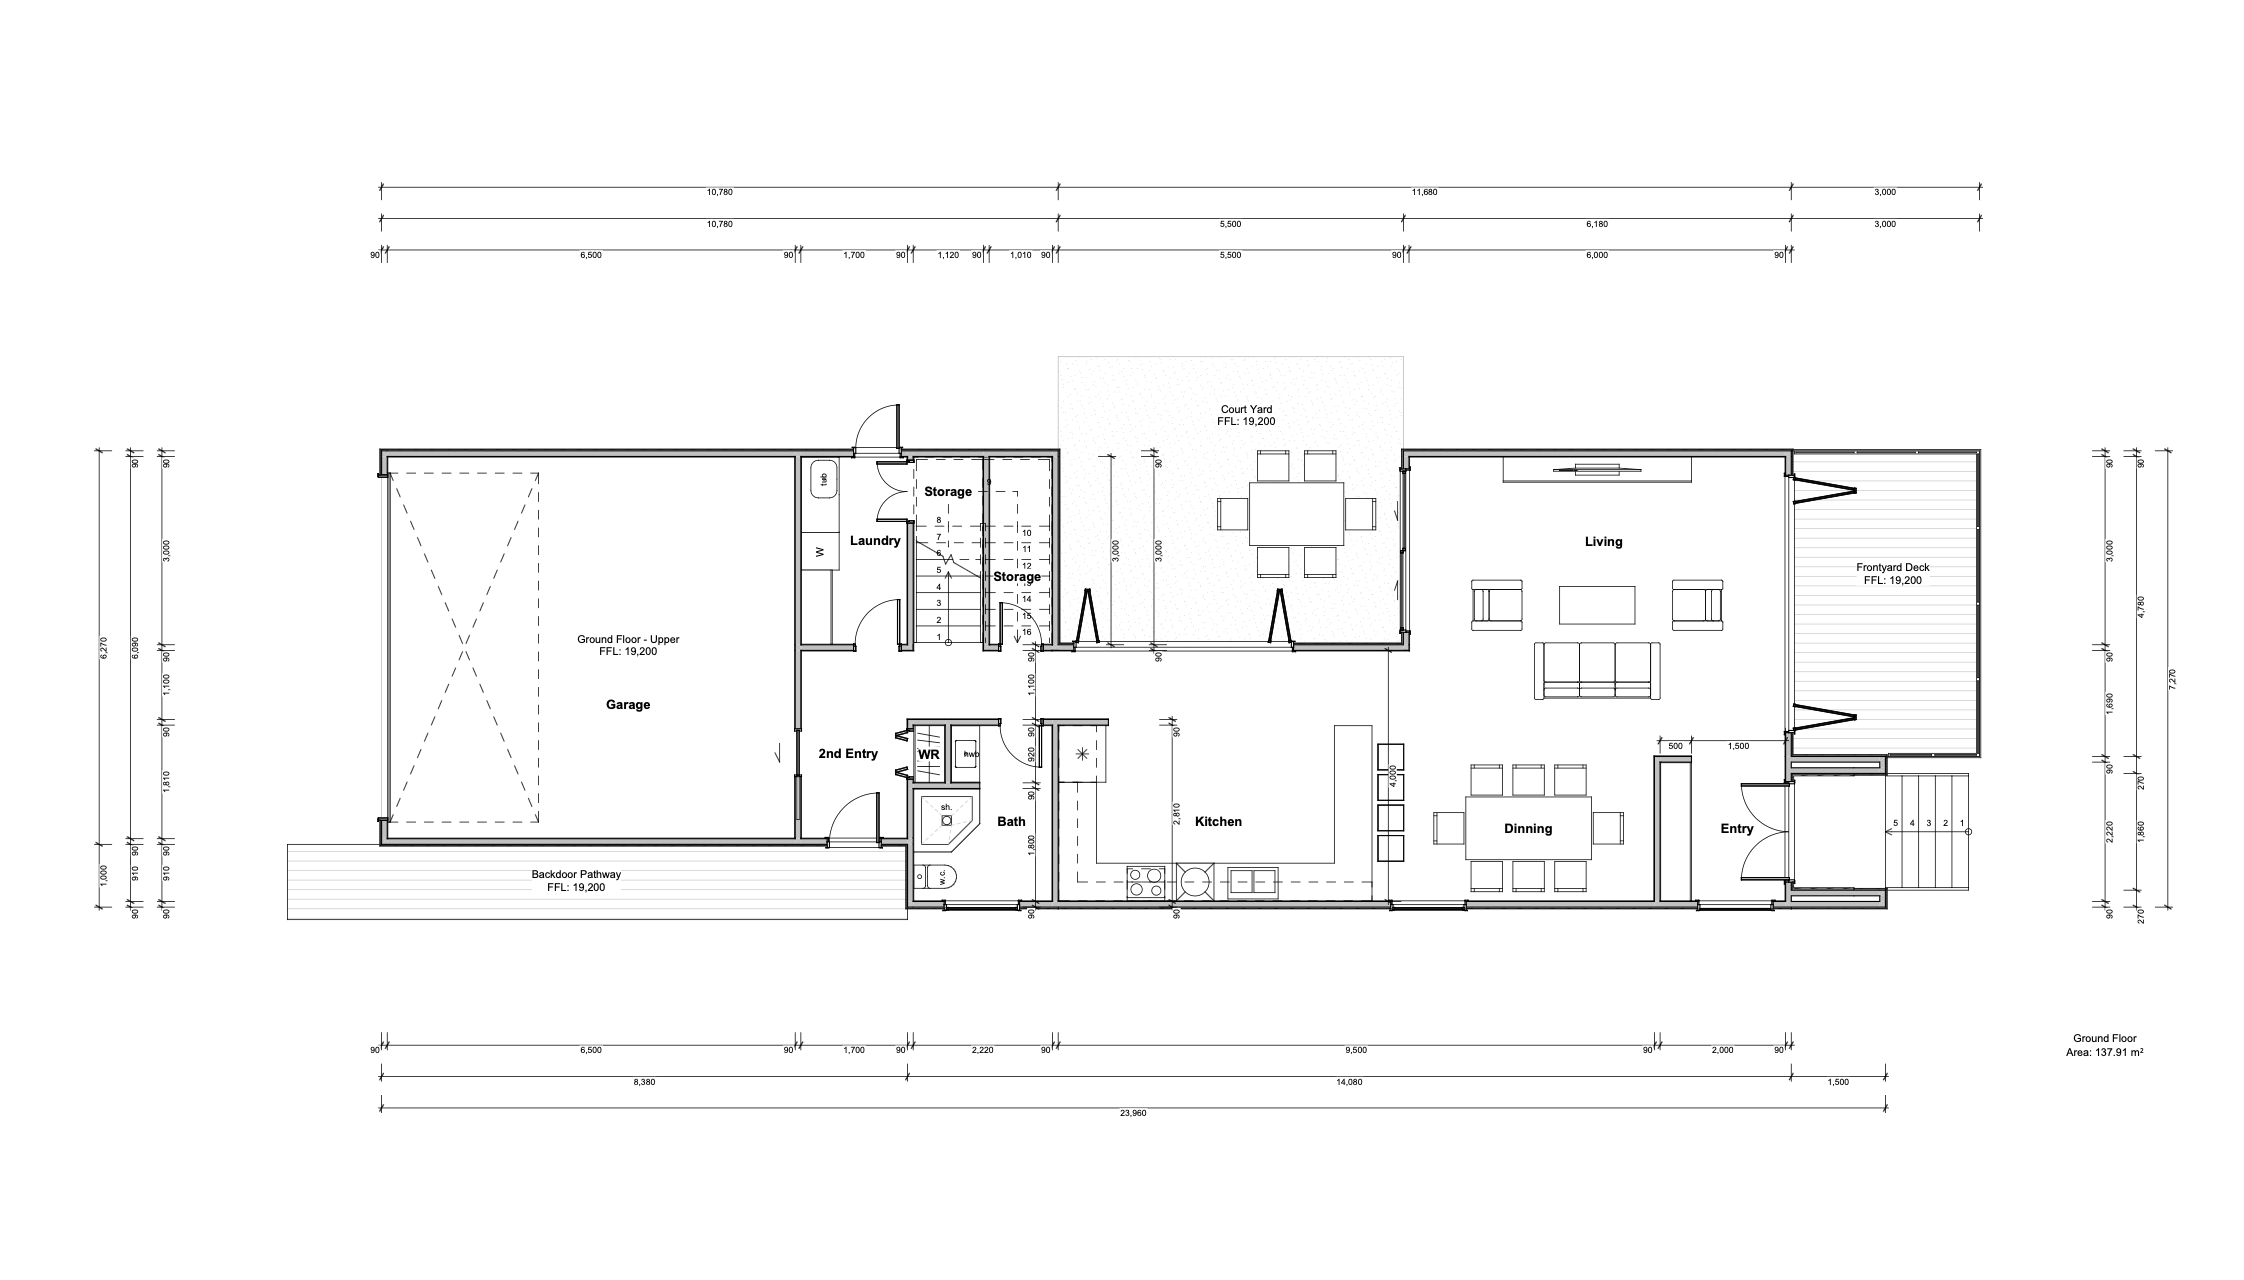 10,780 11,680 3,000
10,780 5,500 6,180 3,000
90 6,500 90 1,700 90 1,120 90 1,010 90 5,500 90 6,000 90
Court Yard
FFL: 19,200
6,270
90 6,090 90 910 90
90 3,000 90 1,100 90 1,810 90 910 90
1,000
tub
W
Laundry
Storage
9
8
7
6
5
4
3
2
1
Storage
10
11
12
13
14
15
16
3,000
90 3,000 90
Living
Frontyard Deck
FFL: 19,200
Ground Floor - Upper
FFL: 19,200
Garage
2nd Entry
WR
hwb
90 1,100 90 920 90 1,800 90
sh.
w.c.
Bath
90 2,810 90
Kitchen
4,000
Dinning
500 1,500
Entry
5 4 3 2 1
Backdoor Pathway
FFL: 19,200
90 3,000 90 1,690 90 2,220 90
90 4,780 270 1,860 270
7,270
90 6,500 90 1,700 90 2,220 90 9,500 90 2,000 90
8,380 14,080 1,500
23,960
Ground Floor
Area: 137.91 m²